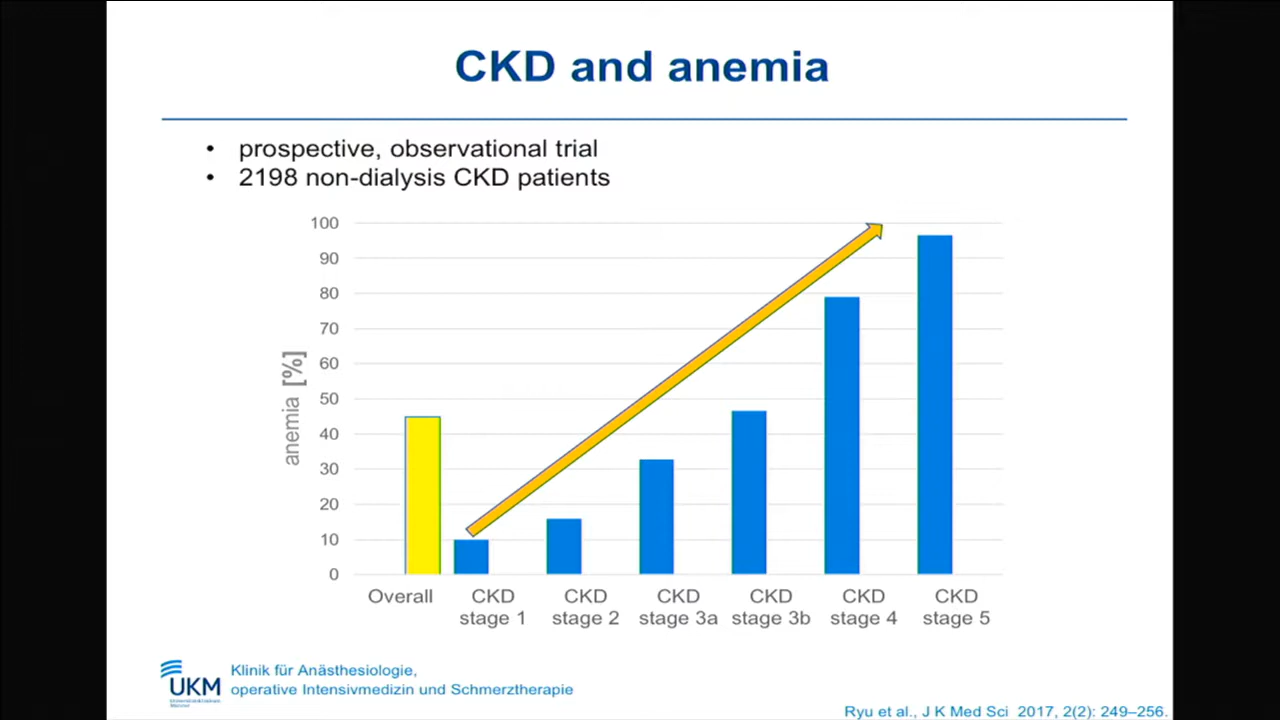 CKD and anemia
• prospective, observational trial
• 2198 non-dialysis CKD patients
anemia [%]
100
90
80
70
60
50
40
30
20
10
0
Overall
CKD stage 1
CKD stage 2
CKD stage 3a
CKD stage 3b
CKD stage 4
CKD stage 5
UKM
Klinik für Anästhesiologie,
operative Intensivmedizin und Schmerztherapie
Ryu et al., J K Med Sci 2017, 2(2): 249–256.